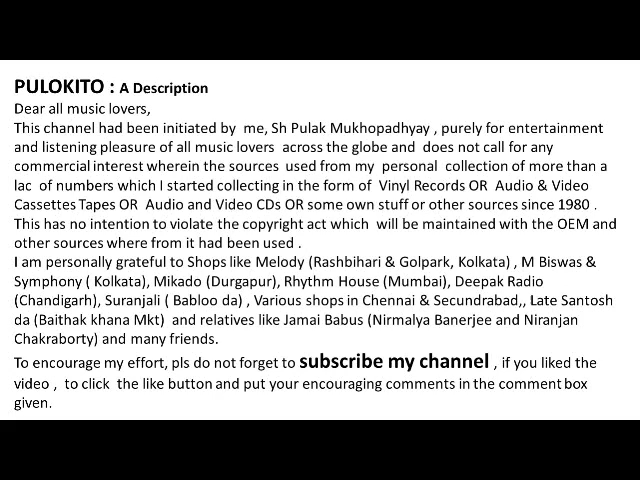 PULOKITO : A Description
Dear all music lovers,
This channel had been initiated by me, Sh Pulak Mukhopadhyay , purely for entertainment
and listening pleasure of all music lovers across the globe and does not call for any
commercial interest wherein the sources used from my personal collection of more than a
lac of numbers which I started collecting in the form of Vinyl Records OR Audio & Video
Cassettes Tapes OR Audio and Video CDs OR some own stuff or other sources since 1980 .
This has no intention to violate the copyright act which will be maintained with the OEM and
other sources where from it had been used .
I am personally grateful to Shops like Melody (Rashbihari & Golpark, Kolkata) , M Biswas &
Symphony ( Kolkata), Mikado (Durgapur), Rhythm House (Mumbai), Deepak Radio
(Chandigarh), Suranjali ( Babloo da) , Various shops in Chennai & Secundrabad,, Late Santosh
da (Baithak khana Mkt) and relatives like Jamai Babus (Nirmalya Banerjee and Niranjan
Chakraborty) and many friends.
To encourage my effort, pls do not forget to subscribe my channel , if you liked the
video , to click the like button and put your encouraging comments in the comment box
given.